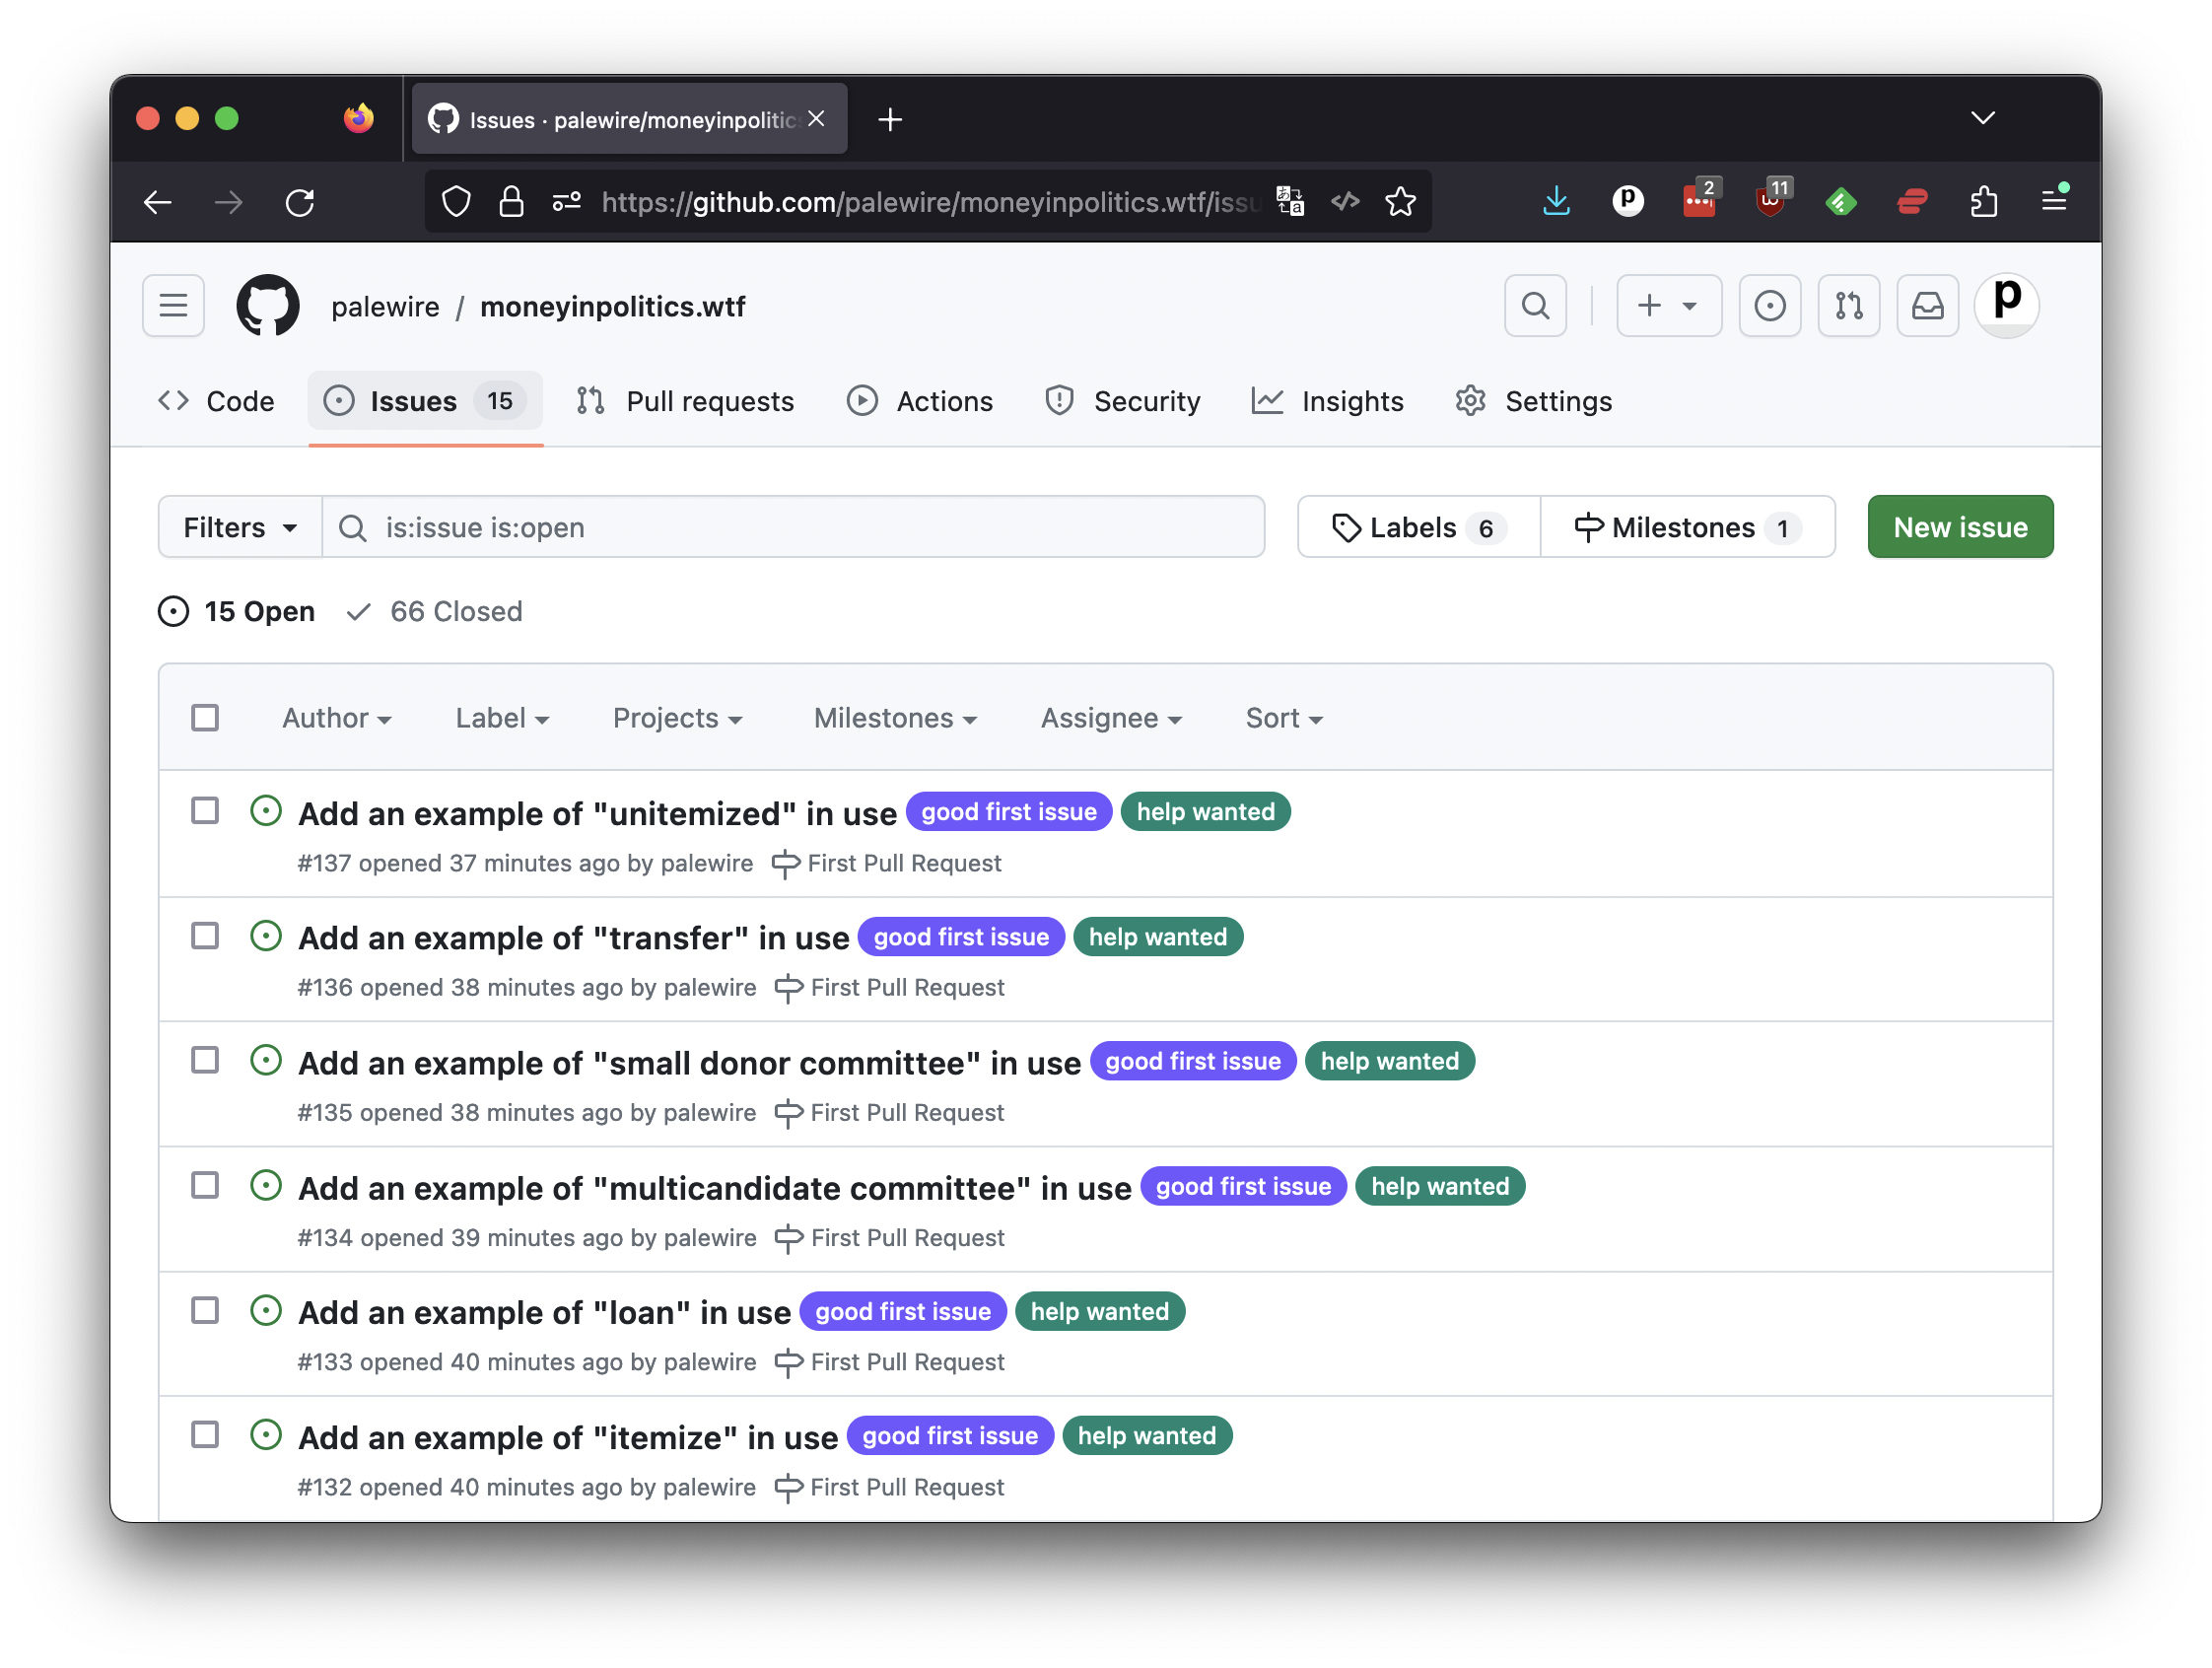 Issues · palewire/moneyinpolitics
https://github.com/palewire/moneyinpolitics.wtf/issu
2
11
palewire / moneyinpolitics.wtf
Code
Issues 15
Pull requests
Actions
Security
Insights
Settings
Filters
is:issue is:open
Labels 6
Milestones 1
New issue
15 Open
66 Closed
Author
Label
Projects
Milestones
Assignee
Sort
Add an example of "unitemized" in use good first issue help wanted
#137 opened 37 minutes ago by palewire First Pull Request
Add an example of "transfer" in use good first issue help wanted
#136 opened 38 minutes ago by palewire First Pull Request
Add an example of "small donor committee" in use good first issue help wanted
#135 opened 38 minutes ago by palewire First Pull Request
Add an example of "multicandidate committee" in use good first issue help wanted
#134 opened 39 minutes ago by palewire First Pull Request
Add an example of "loan" in use good first issue help wanted
#133 opened 40 minutes ago by palewire First Pull Request
Add an example of "itemize" in use good first issue help wanted
#132 opened 40 minutes ago by palewire First Pull Request